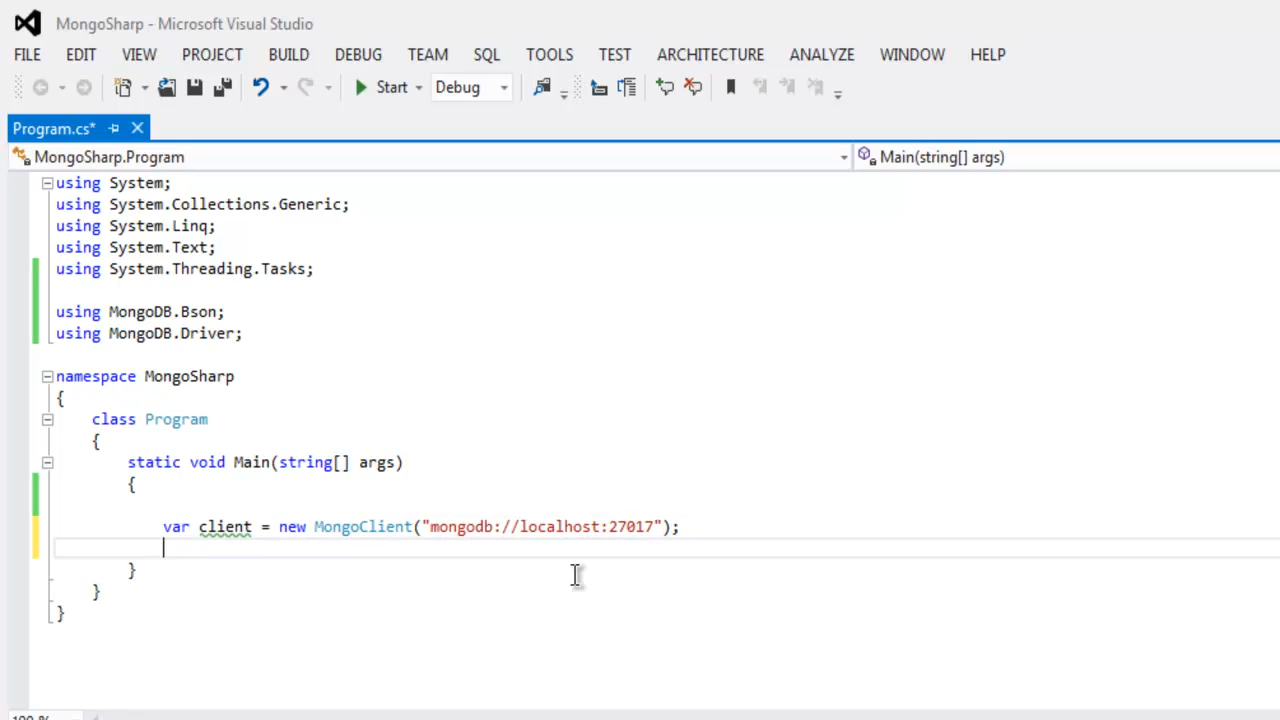 MongoSharp - Microsoft Visual Studio
FILE EDIT VIEW PROJECT BUILD DEBUG TEAM SQL TOOLS TEST ARCHITECTURE ANALYZE WINDOW HELP
Start Debug
Program.cs*
MongoSharp.Program Main(string[] args)
using System;
using System.Collections.Generic;
using System.Linq;
using System.Text;
using System.Threading.Tasks;
using MongoDB.Bson;
using MongoDB.Driver;
namespace MongoSharp
{
class Program
{
static void Main(string[] args)
{
var client = new MongoClient("mongodb://localhost:27017");
}
}
}
100 %